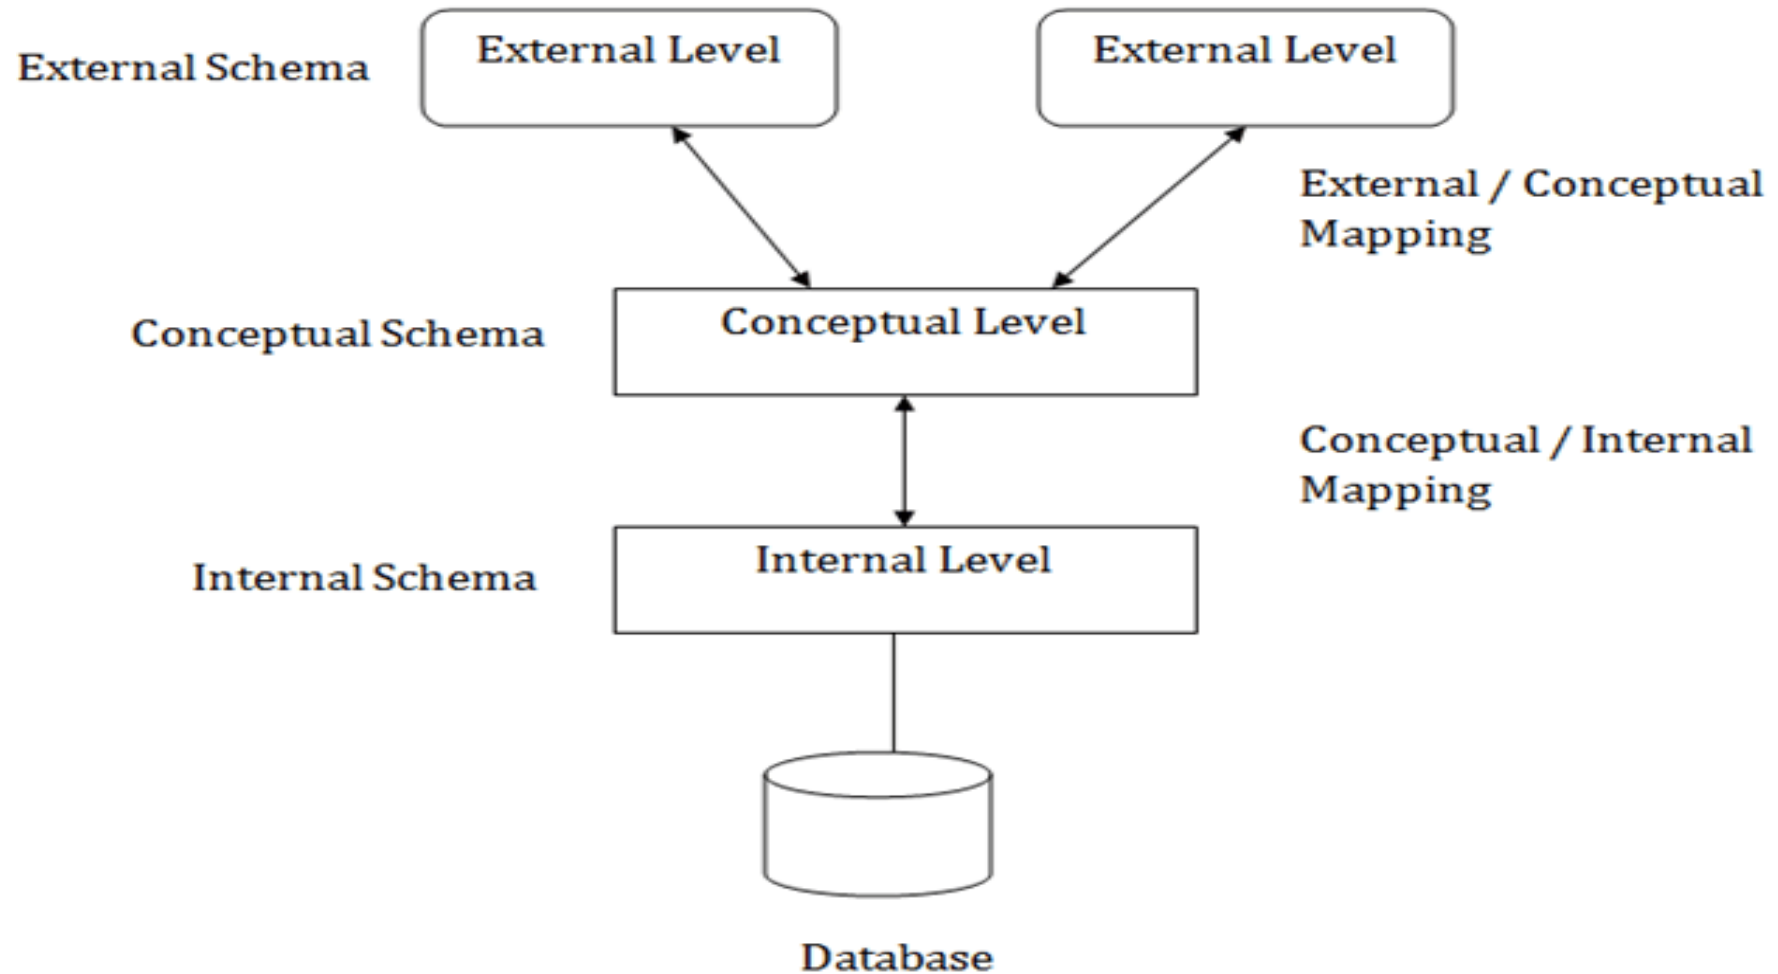 External Schema
External Level
External Level
External / Conceptual
Mapping
Conceptual Schema
Conceptual Level
Conceptual / Internal
Mapping
Internal Schema
Internal Level
Database